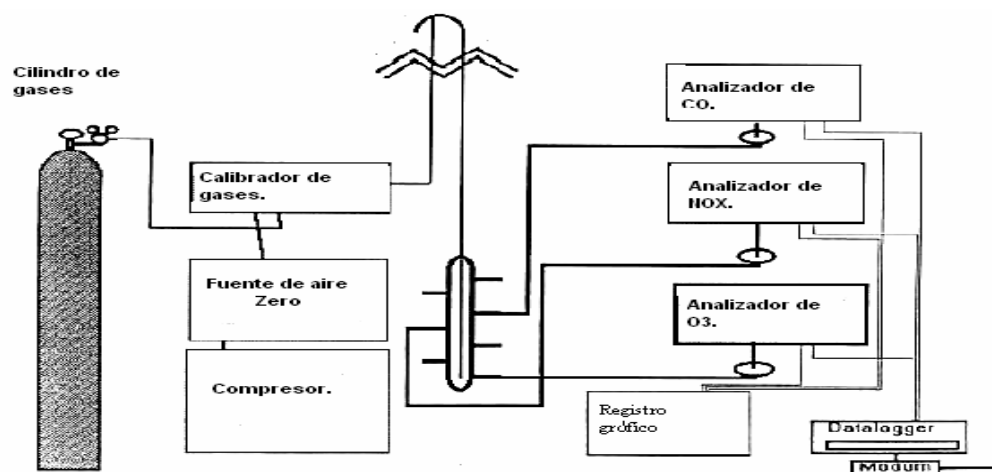 Cilindro de
gases
Calibrador de
gases.
Fuente de aire
Zero
Compresor.
Analizador de
CO.
Analizador de
NOX.
Analizador de
O3.
Registro
gráfico
Datalogger
Modum